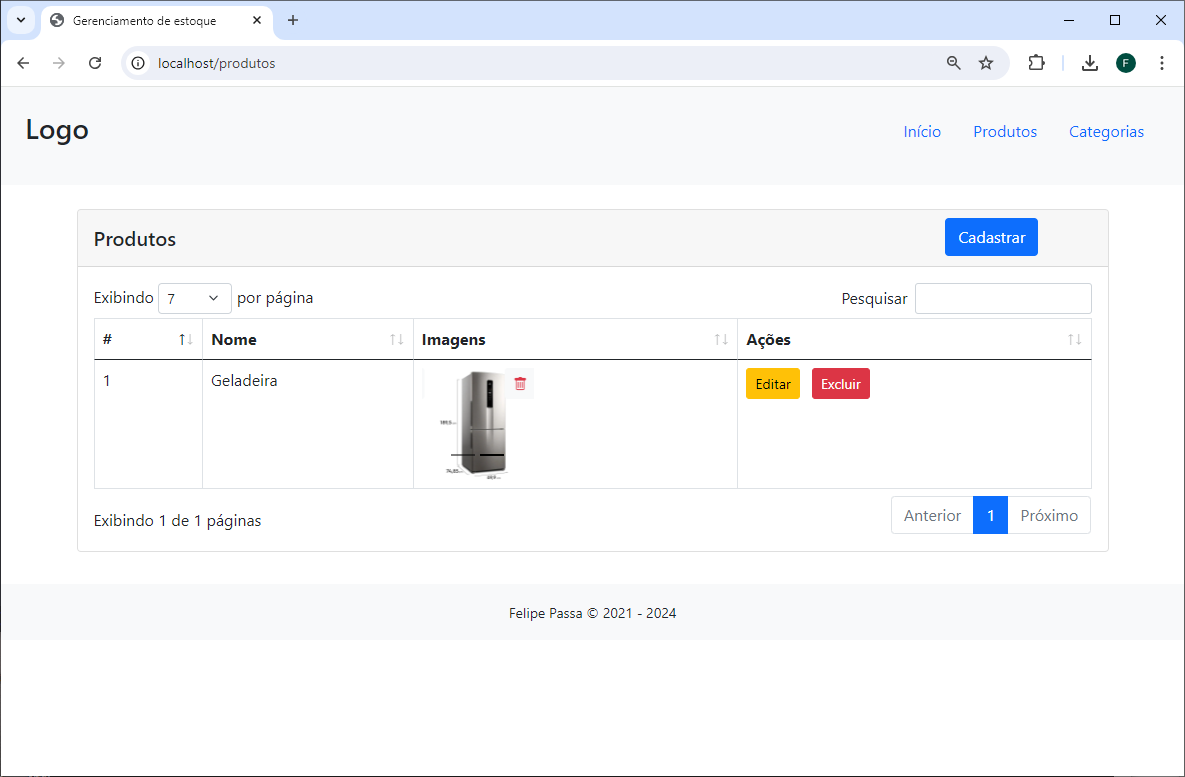 Gerenciamento de estoque
localhost/produtos
F
Logo
Início Produtos Categorias
Produtos Cadastrar
Exibindo 7 por página Pesquisar
# Nome Imagens Ações
1 Geladeira Editar Excluir
Exibindo 1 de 1 páginas
Anterior 1 Próximo
Felipe Passa © 2021 - 2024